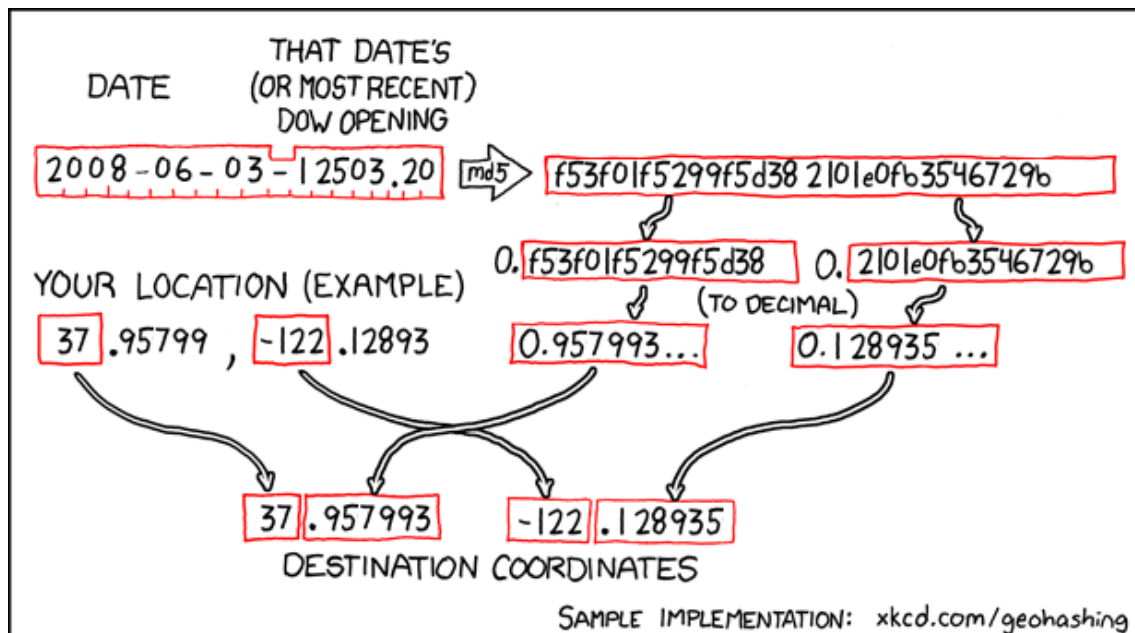 DATE
THAT DATE'S
(OR MOST RECENT)
DOW OPENING
2008-06-03-12503.20
md5
f53f01f5299f5d38 2101e0fb3546729b
0.f53f01f5299f5d38
0.2101e0fb3546729b
YOUR LOCATION (EXAMPLE)
(TO DECIMAL)
37.95799, -122.12893
0.957993...
0.128935 ...
37.957993
-122.128935
DESTINATION COORDINATES
SAMPLE IMPLEMENTATION: xkcd.com/geohashing